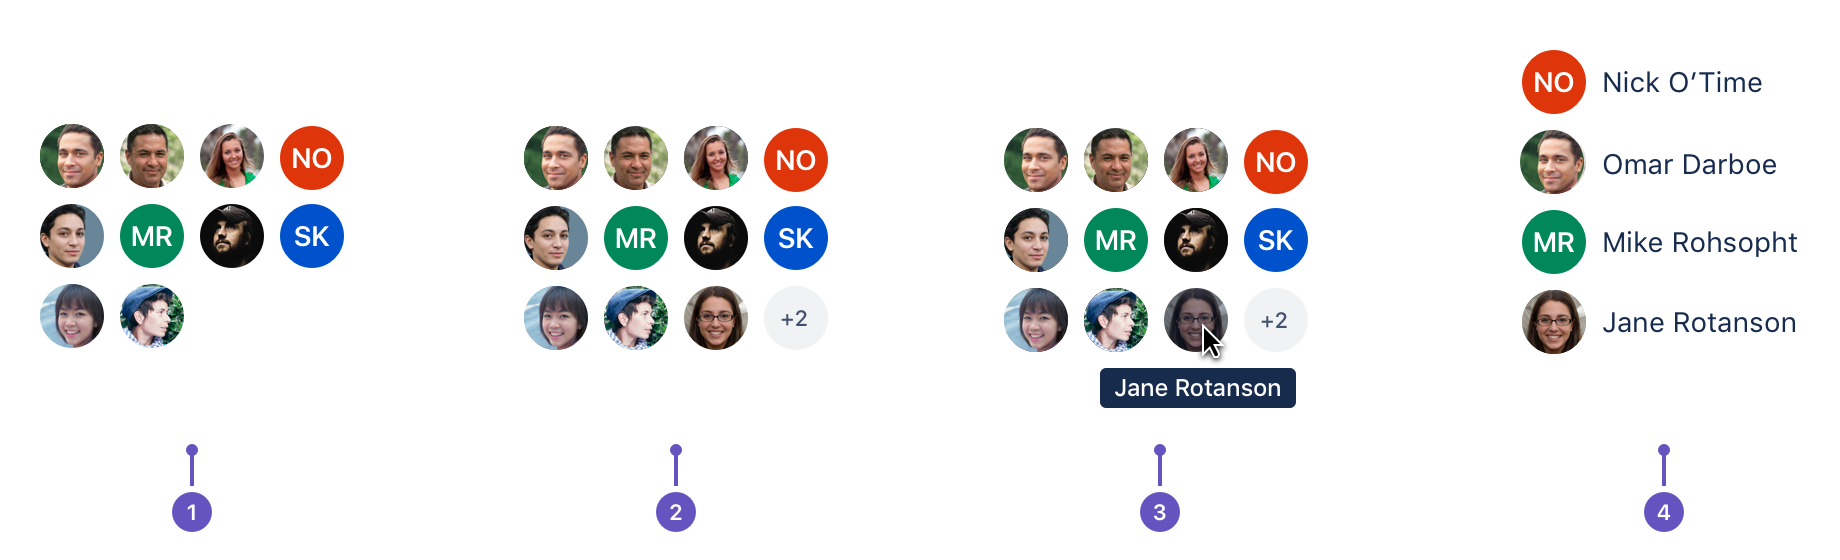 NO
MR
SK
1
NO
MR
SK
+2
2
NO
MR
SK
+2
Jane Rotanson
3
NO Nick O’Time
Omar Darboe
MR Mike Rohsopht
Jane Rotanson
4